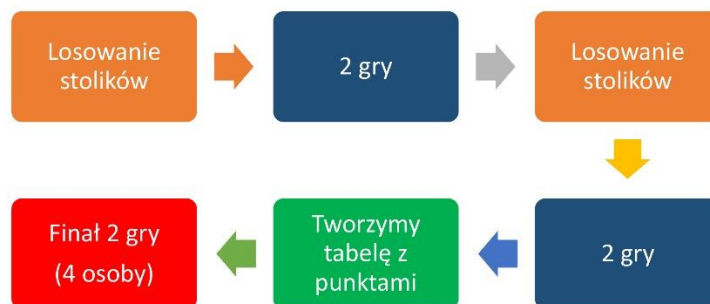 Losowanie
stolików
2 gry
Losowanie
stolików
2 gry
Tworzymy
tabelę z
punktami
Finał 2 gry
(4 osoby)